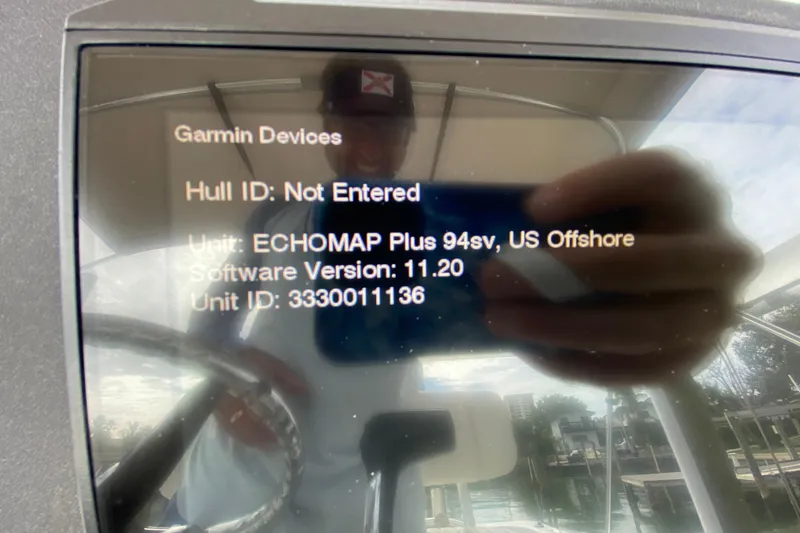 Garmin Devices
Hull ID: Not Entered
Unit: ECHOMAP Plus 94sv, US Offshore
Software Version: 11.20
Unit ID: 3330011136